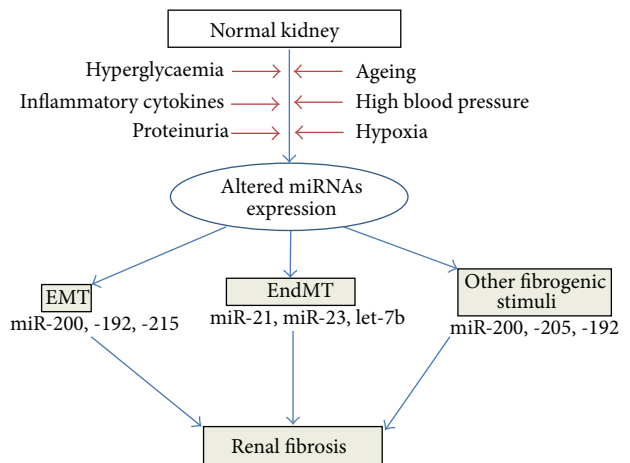 Normal kidney
Hyperglycaemia
Ageing
Inflammatory cytokines
High blood pressure
Proteinuria
Hypoxia
Altered miRNAs
expression
EMT
miR-200, -192, -215
EndMT
miR-21, miR-23, let-7b
Other fibrogenic
stimuli
miR-200, -205, -192
Renal fibrosis